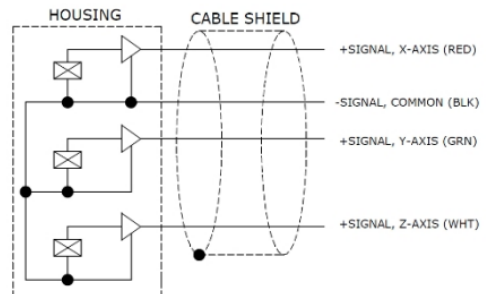 HOUSING
CABLE SHIELD
+SIGNAL, X-AXIS (RED)
-SIGNAL, COMMON (BLK)
+SIGNAL, Y-AXIS (GRN)
+SIGNAL, Z-AXIS (WHT)